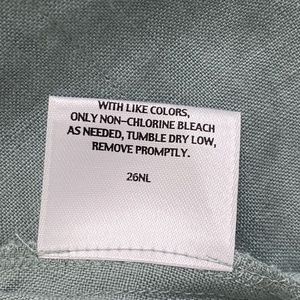 WITH LIKE COLORS,
ONLY NON-CHLORINE BLEACH
AS NEEDED, TUMBLE DRY LOW,
REMOVE PROMPTLY.
26NL